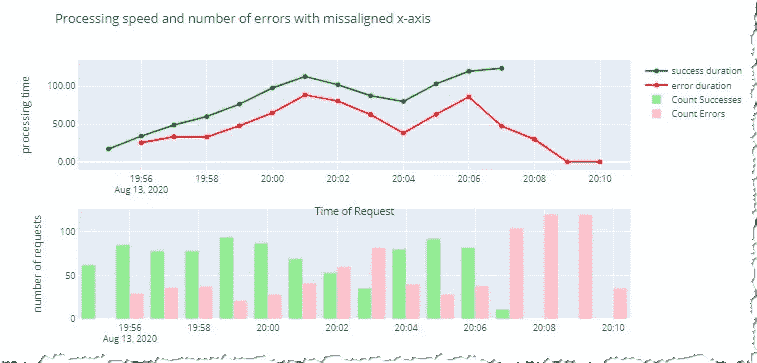 Processing speed and number of errors with missaligned x-axis
processing time
100.00
50.00
0.00
19:56
Aug 13, 2020
19:58
20:00
20:02
20:04
20:06
20:08
20:10
success duration
error duration
Count Successes
Count Errors
Time of Request
number of requests
100
50
0
19:56
Aug 13, 2020
19:58
20:00
20:02
20:04
20:06
20:08
20:10